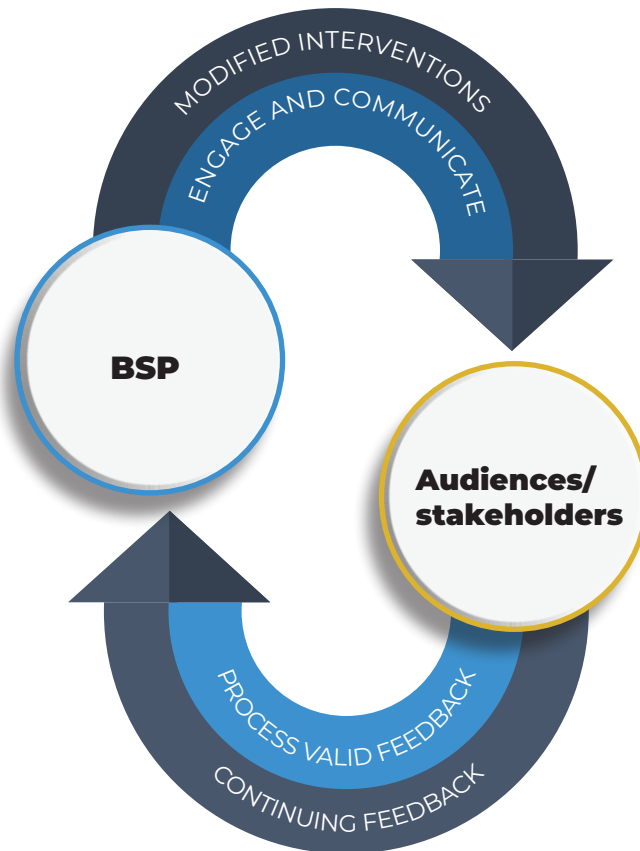 MODIFIED INTERVENTIONS
ENGAGE AND COMMUNICATE
BSP
Audiences/
stakeholders
PROCESS VALID FEEDBACK
CONTINUING FEEDBACK